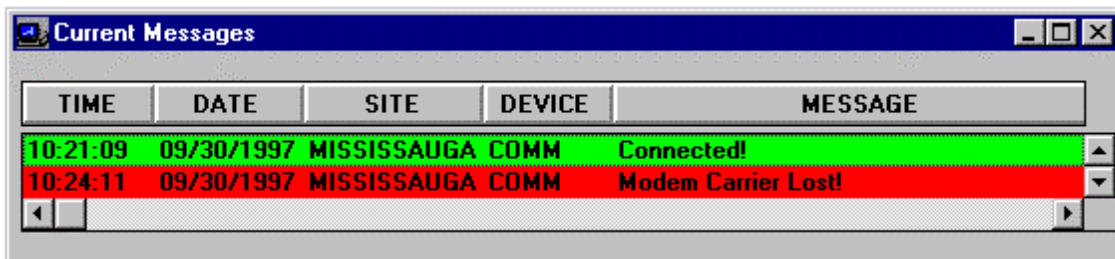 Current Messages
TIME DATE SITE DEVICE MESSAGE
10:21:09 09/30/1997 MISSISSAUGA COMM Connected!
10:24:11 09/30/1997 MISSISSAUGA COMM Modem Carrier Lost!